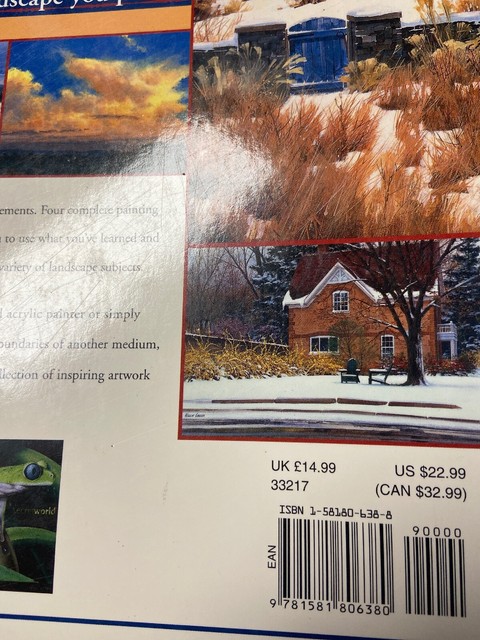 ements. Four complete painting
to use what you've learned and
variety of landscape subjects.
acrylic painter or simply
oundaries of another medium,
llection of inspiring artwork
UK £14.99
33217
US $22.99
(CAN $32.99)
ISBN 1-58180-638-8
90000
EAN
9 781581 806380